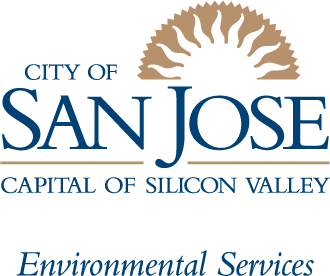 CITY OF
SAN JOSE
CAPITAL OF SILICON VALLEY
Environmental Services